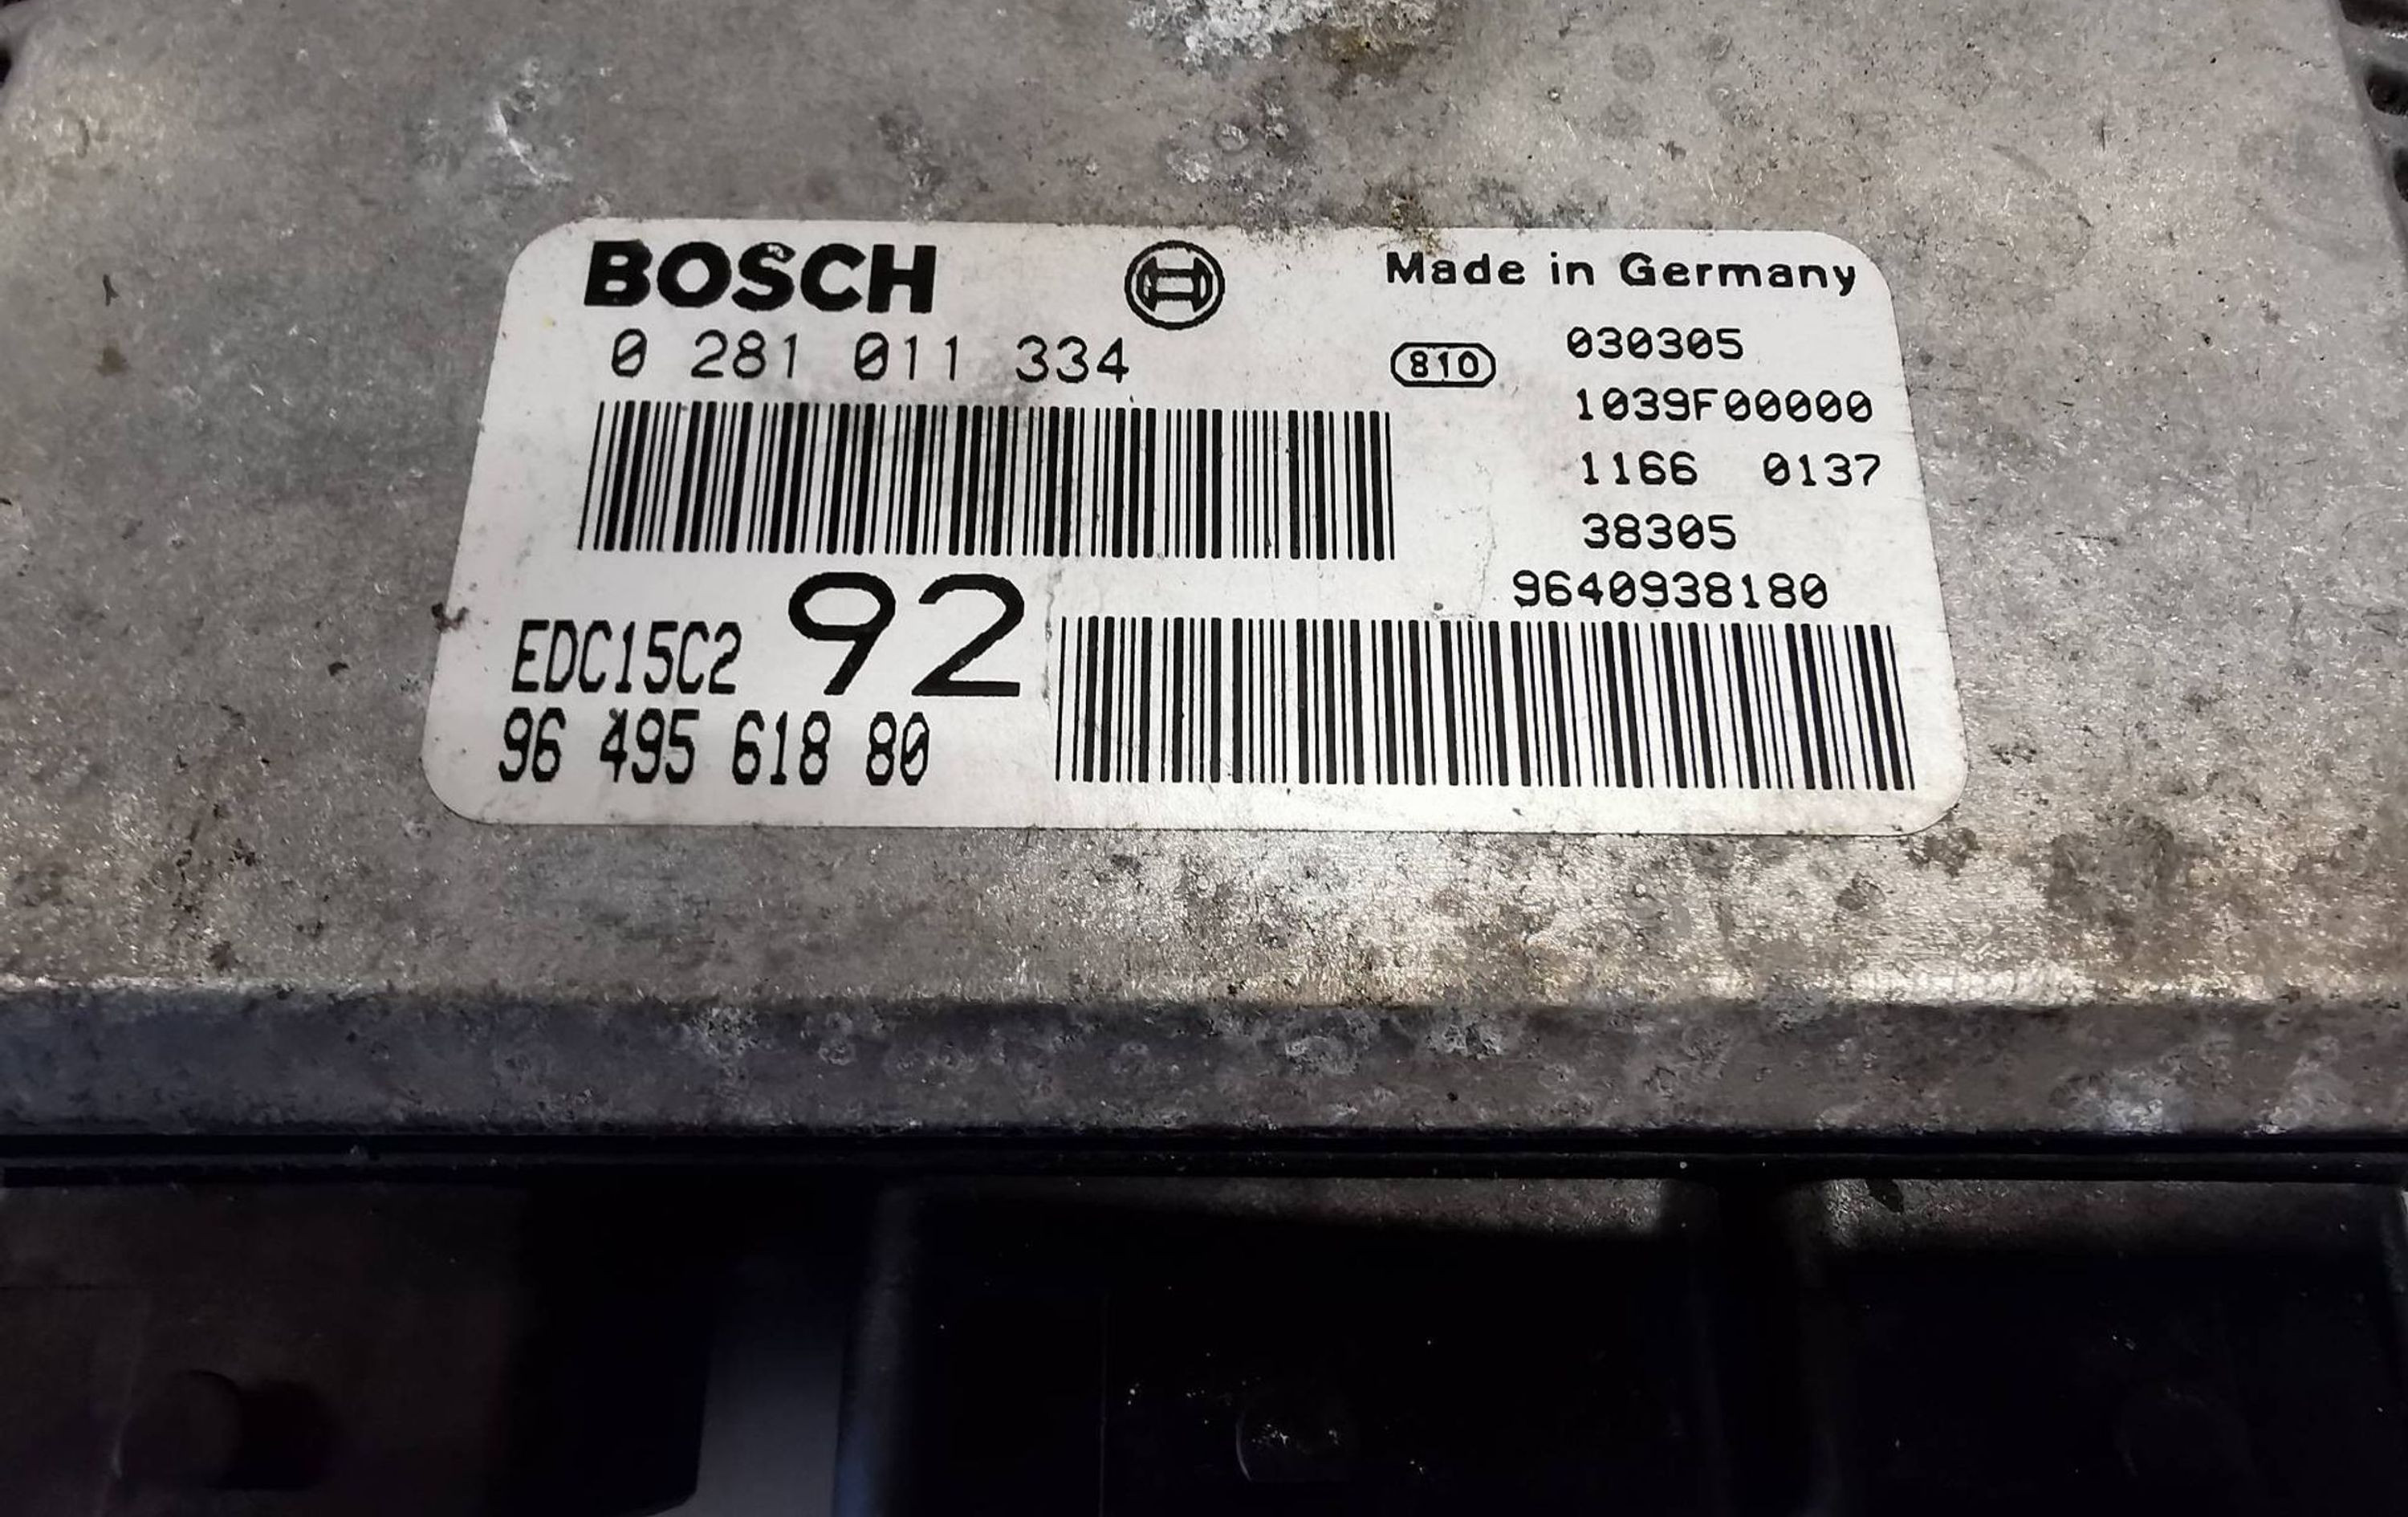 BOSCH
Made in Germany
0 281 011 334
810
030305
1039F00000
1166 0137
38305
9640938180
EDC15C2 92
96 495 618 80